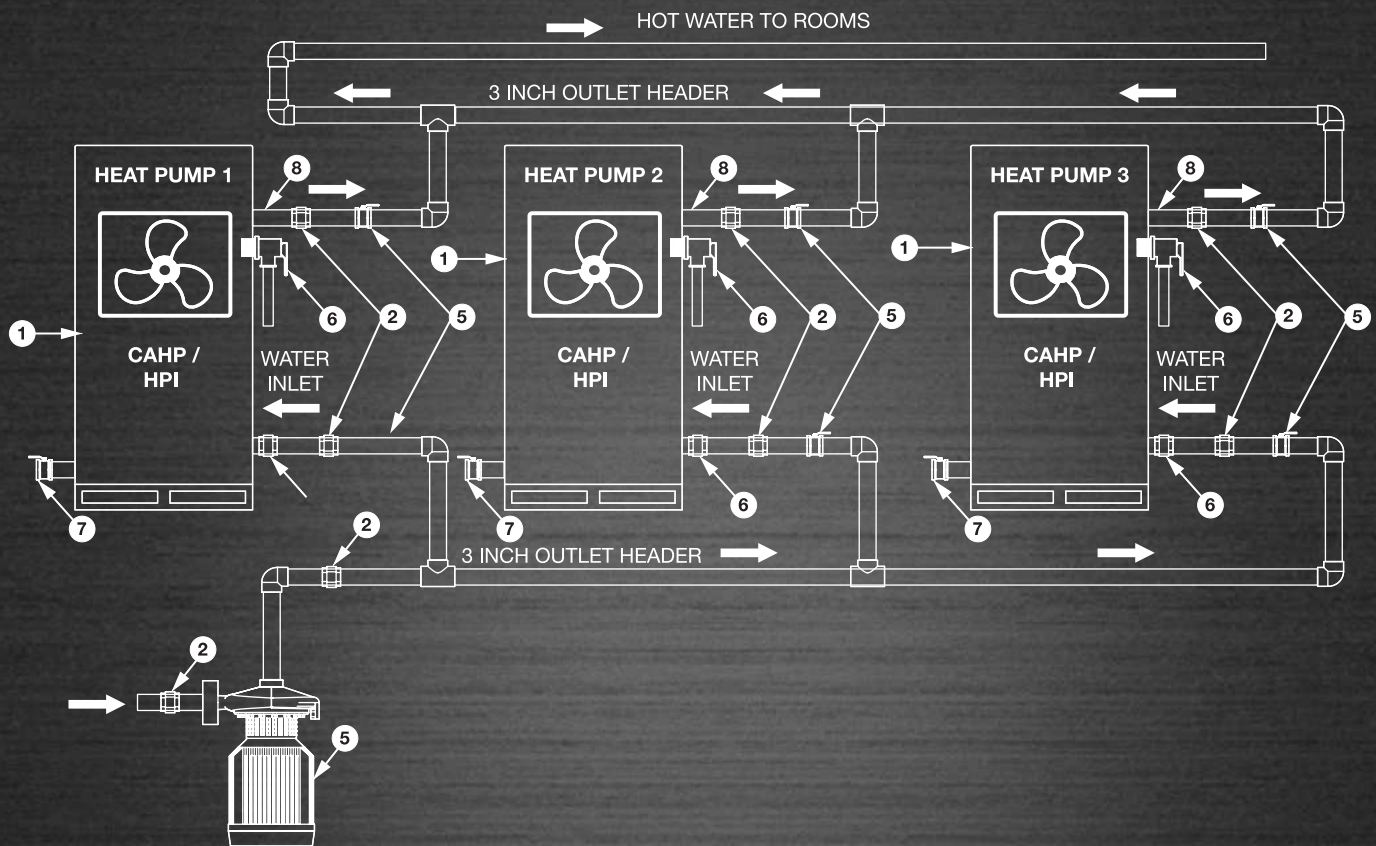 HOT WATER TO ROOMS
3 INCH OUTLET HEADER
HEAT PUMP 1
8
HEAT PUMP 2
8
HEAT PUMP 3
8
1
1
1
6
2
5
6
2
5
6
2
5
CAHP /
HPI
WATER
INLET
CAHP /
HPI
WATER
INLET
CAHP /
HPI
WATER
INLET
7
7
6
7
6
2
3 INCH OUTLET HEADER
2
5